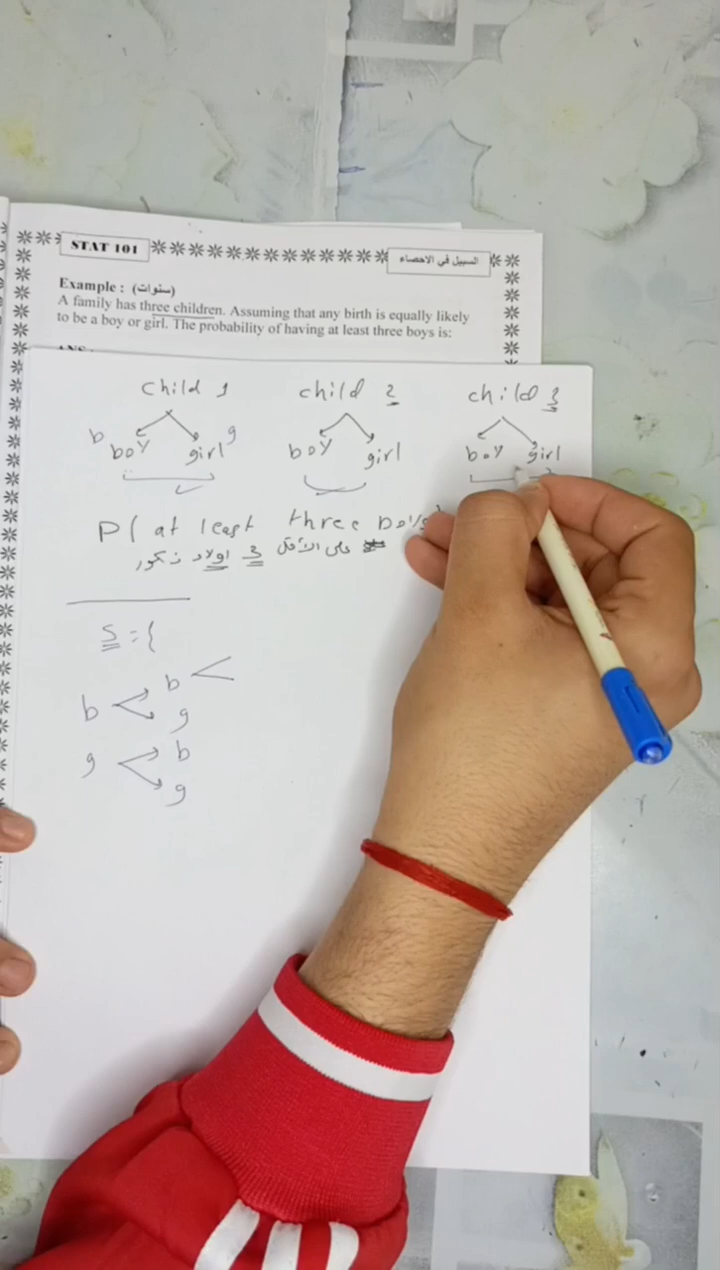 STAT 101
السبيل في الاحصاء
Example : (سنوات)
A family has three children. Assuming that any birth is equally likely
to be a boy or girl. The probability of having at least three boys is:
child 1 child 2 child 3
b boy girl g boy girl boy girl
P( at least three boys
على الأقل 3 اولاد ذكور
S = {
b
b g
g b
g